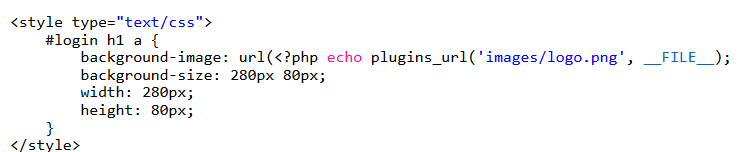 <style type="text/css">
    #login h1 a {
        background-image: url(<?php echo plugins_url('images/logo.png', __FILE__);
        background-size: 280px 80px;
        width: 280px;
        height: 80px;
    }
</style>